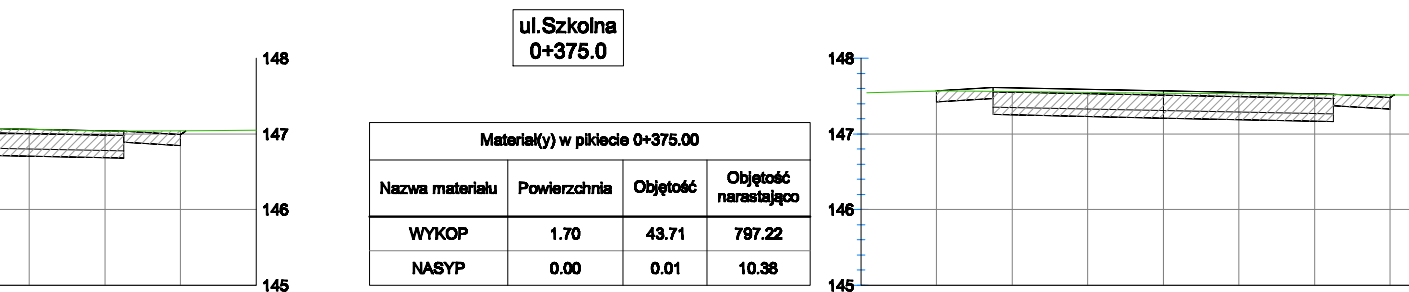 ul.Szkolna
0+375.0
148
147
146
145
Materiał(y) w pikiecie 0+375.00
Nazwa materiału Powierzchnia Objętość Objętość narastająco
WYKOP 1.70 43.71 797.22
NASYP 0.00 0.01 10.38
148
147
146
145